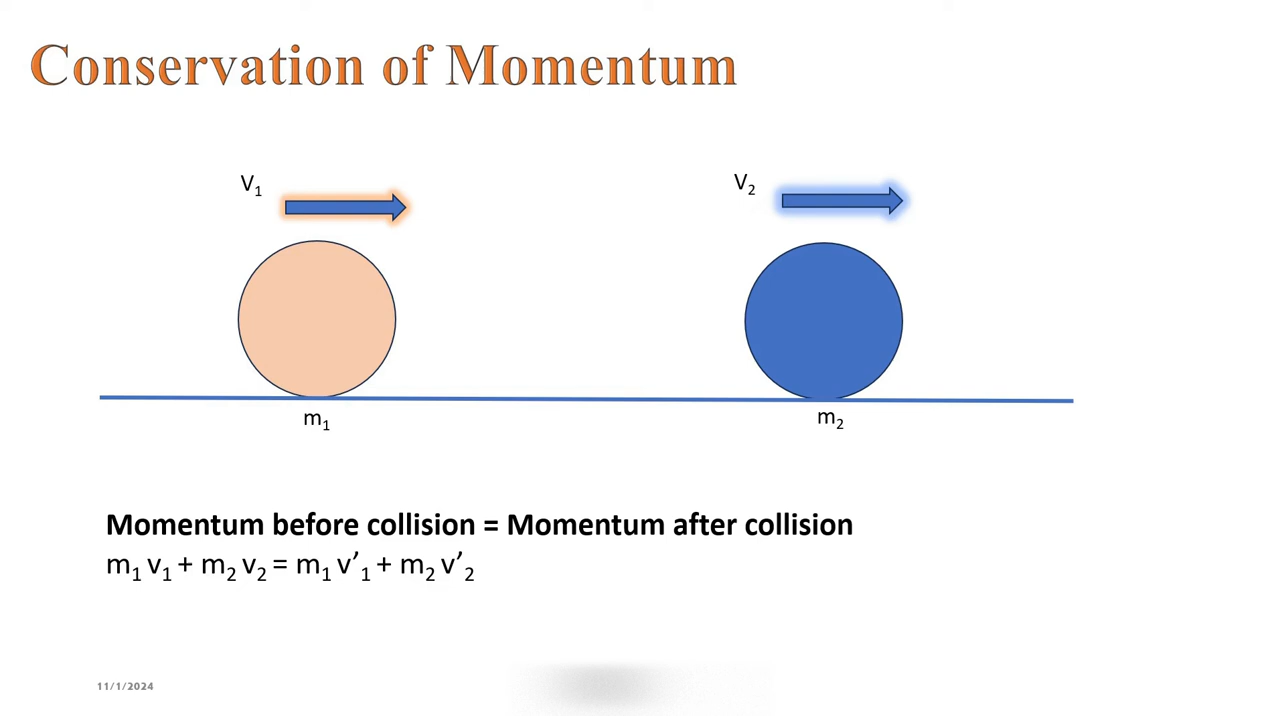 Conservation of Momentum
V₁
V₂
m₁
m₂
Momentum before collision = Momentum after collision
m₁ v₁ + m₂ v₂ = m₁ v’₁ + m₂ v’₂
11/1/2024